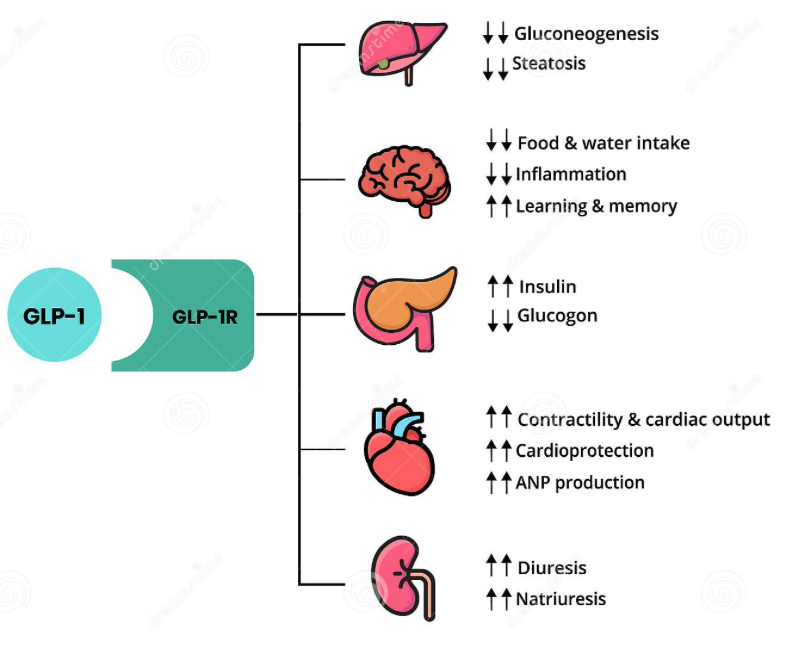 GLP-1
GLP-1R
↓↓ Gluconeogenesis
↓↓ Steatosis
↓↓ Food & water intake
↓↓ Inflammation
↑↑ Learning & memory
↑↑ Insulin
↓↓ Glucogon
↑↑ Contractility & cardiac output
↑↑ Cardioprotection
↑↑ ANP production
↑↑ Diuresis
↑↑ Natriuresis
dreamstime